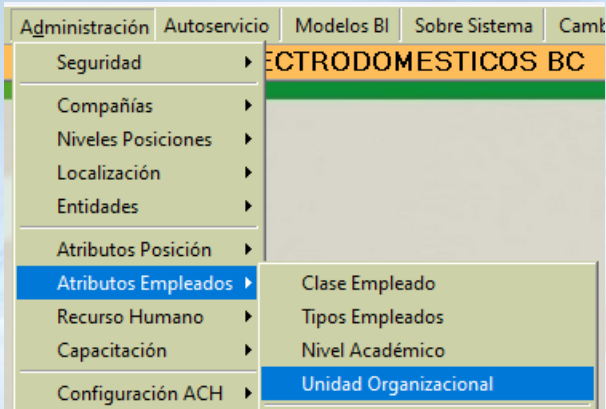 Administración Autoservicio Modelos BI Sobre Sistema Camb
Seguridad
ECTRODOMESTICOS BC
Compañías
Niveles Posiciones
Localización
Entidades
Atributos Posición
Atributos Empleados
Clase Empleado
Recurso Humano
Tipos Empleados
Capacitación
Nivel Académico
Configuración ACH
Unidad Organizacional